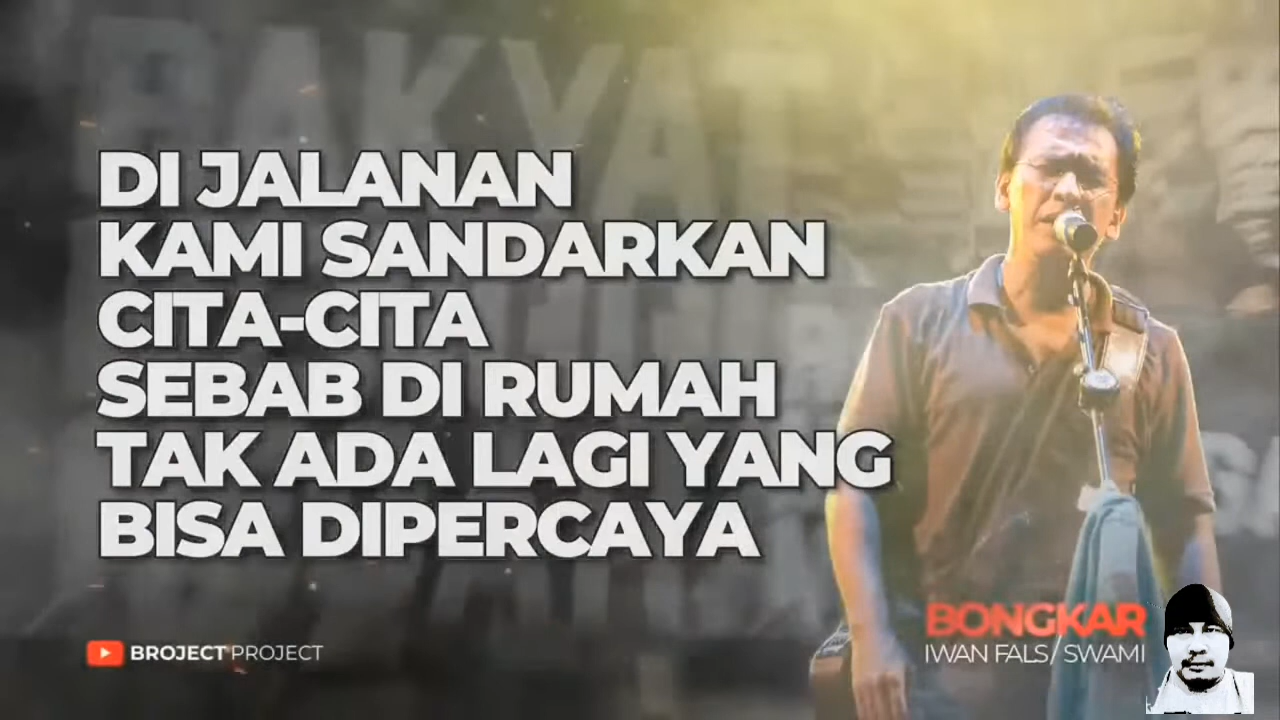 RAKYAT
DI JALANAN
KAMI SANDARKAN
CITA-CITA
SEBAB DI RUMAH
TAK ADA LAGI YANG
BISA DIPERCAYA
BONGKAR
IWAN FALS/ SWAMI
BROJECT PROJECT